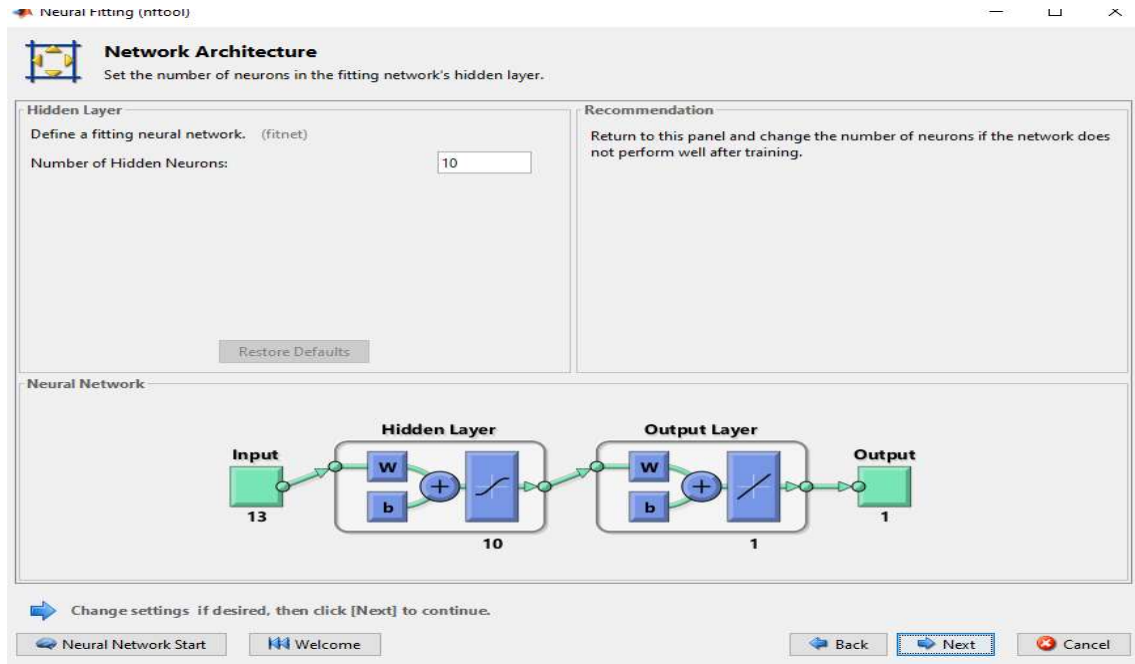 Neural Fitting (nftool)
Network Architecture
Set the number of neurons in the fitting network's hidden layer.
Hidden Layer
Define a fitting neural network. (fitnet)
Number of Hidden Neurons: 10
Restore Defaults
Recommendation
Return to this panel and change the number of neurons if the network does
not perform well after training.
Neural Network
Hidden Layer
Output Layer
Input
W
b
W
b
Output
13
10
1
1
Change settings if desired, then click [Next] to continue.
Neural Network Start
Welcome
Back
Next
Cancel